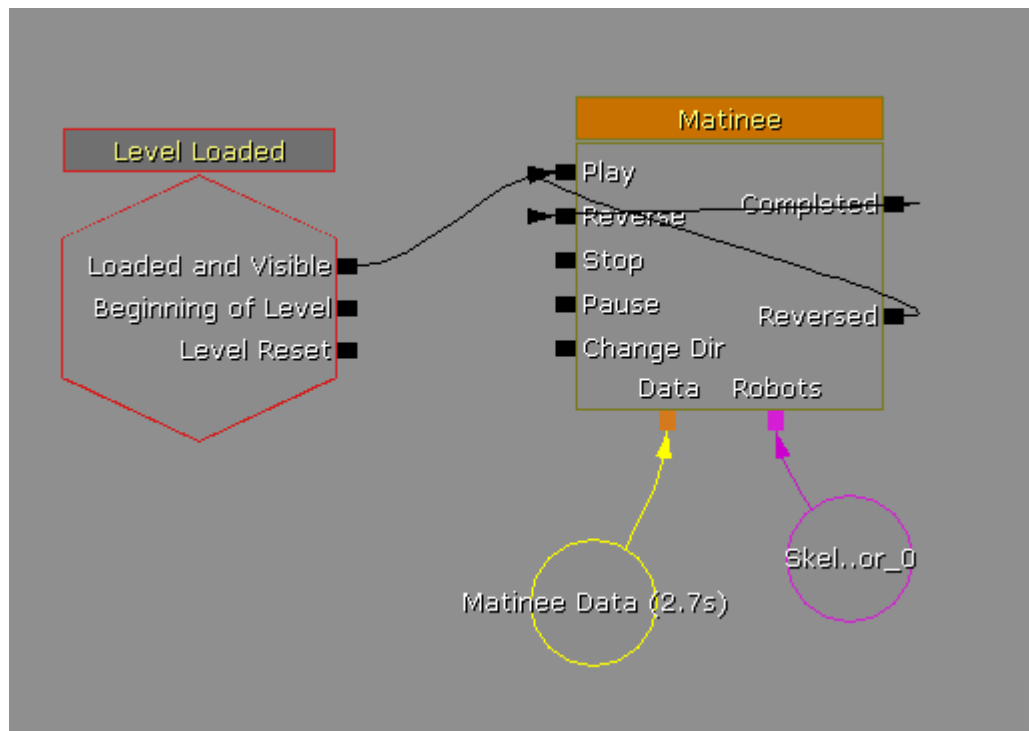 Level Loaded
Loaded and Visible
Beginning of Level
Level Reset
Matinee
Play
Reverse
Stop
Pause
Change Dir
Completed
Reversed
Data
Robots
Matinee Data (2.7s)
Skel..or_0